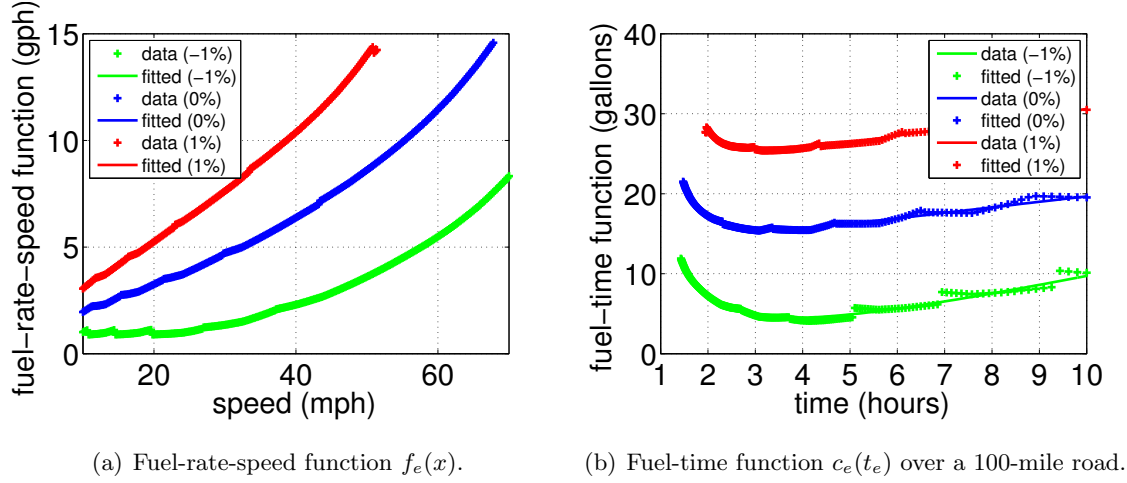 fuel-rate-speed function (gph)
15
10
5
0
data (-1%)
fitted (-1%)
data (0%)
fitted (0%)
data (1%)
fitted (1%)
20 40 60
speed (mph)
(a) Fuel-rate-speed function f_e(x).
fuel-time function (gallons)
40
30
20
10
0
data (-1%)
fitted (-1%)
data (0%)
fitted (0%)
data (1%)
fitted (1%)
1 2 3 4 5 6 7 8 9 10
time (hours)
(b) Fuel-time function c_e(t_e) over a 100-mile road.